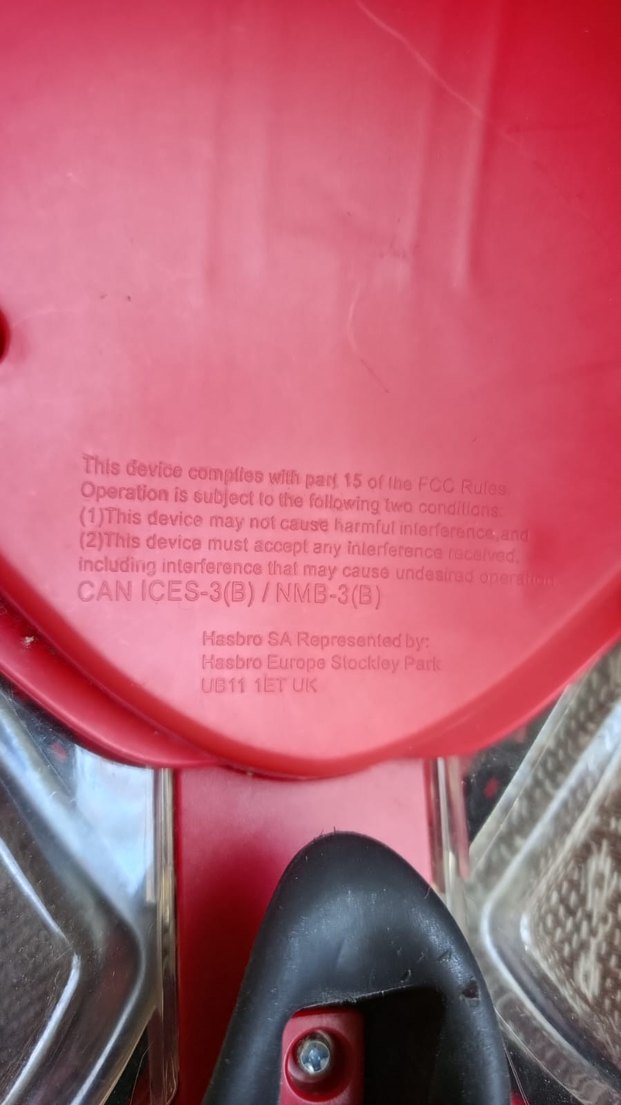 This device complies with part 15 of the FCC Rules.
Operation is subject to the following two conditions:
(1)This device may not cause harmful interference,and
(2)This device must accept any interference received,
including interference that may cause undesired operation.
CAN ICES-3(B) / NMB-3(B)
Hasbro SA Represented by:
Hasbro Europe Stockley Park
UB11 1ET UK